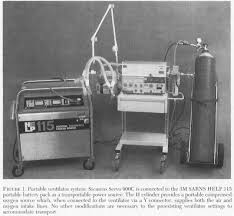 115
FIGURE 1. Portable ventilator system. Siemens Servo 900C is connected to the 3M SARNS HELP 115
portable battery pack as a transportable power source. The H cylinder provides a portable compressed
oxygen source which, when connected to the ventilator via a Y connector, supplies both the air and
oxygen intake lines. No other modifications are necessary to the preexisting ventilator settings to
accommodate transport